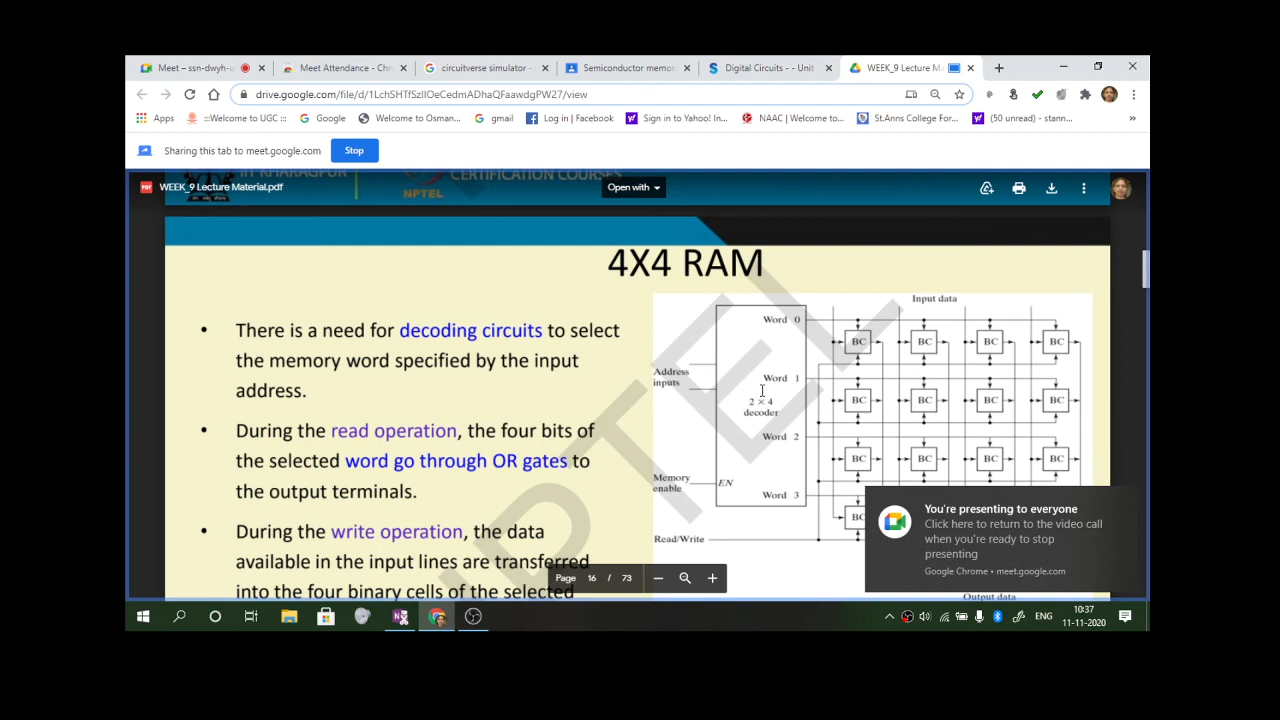 Meet – ssn-dwyh-u
Meet Attendance - Chr
circuitverse simulator -
Semiconductor memor
Digital Circuits - - Unit
WEEK_9 Lecture Ma
drive.google.com/file/d/1LchSHTfSzIlOeCedmADhaQFaawdgPW27/view
Apps
:::Welcome to UGC :::
Google
Welcome to Osman...
gmail
Log in | Facebook
Sign in to Yahoo! In...
NAAC | Welcome to...
St.Anns College For...
(50 unread) - stann...
»
Sharing this tab to meet.google.com
Stop
IIT KHARAGPUR
NPTEL
CERTIFICATION COURSES
PDF
WEEK_9 Lecture Material.pdf
Open with
4X4 RAM
• There is a need for decoding circuits to select
the memory word specified by the input
address.
• During the read operation, the four bits of
the selected word go through OR gates to
the output terminals.
• During the write operation, the data
available in the input lines are transferred
into the four binary cells of the selected
Input data
Address
inputs
Word 0
Word 1
2 × 4
decoder
Word 2
Memory
enable
EN
Word 3
Read/Write
BC BC BC BC
BC BC BC BC
BC BC BC BC
BC
Output data
NPTEL
Page 16 / 73
You're presenting to everyone
Click here to return to the video call
when you're ready to stop
presenting
Google Chrome • meet.google.com
ENG
10:37
11-11-2020